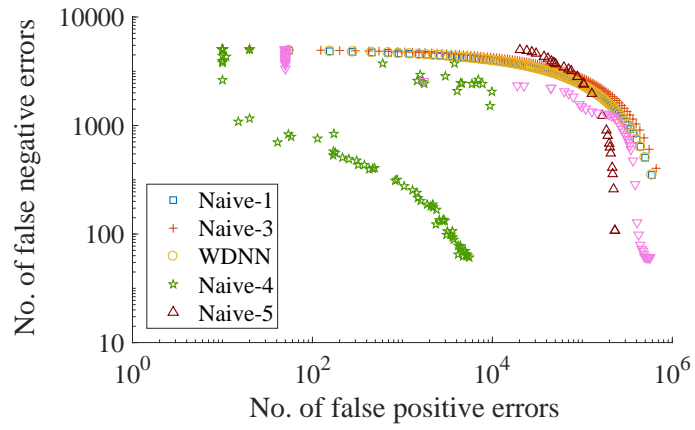 No. of false negative errors
10000
1000
100
10
Naive-1
Naive-3
WDNN
Naive-4
Naive-5
10^0
10^2
10^4
10^6
No. of false positive errors